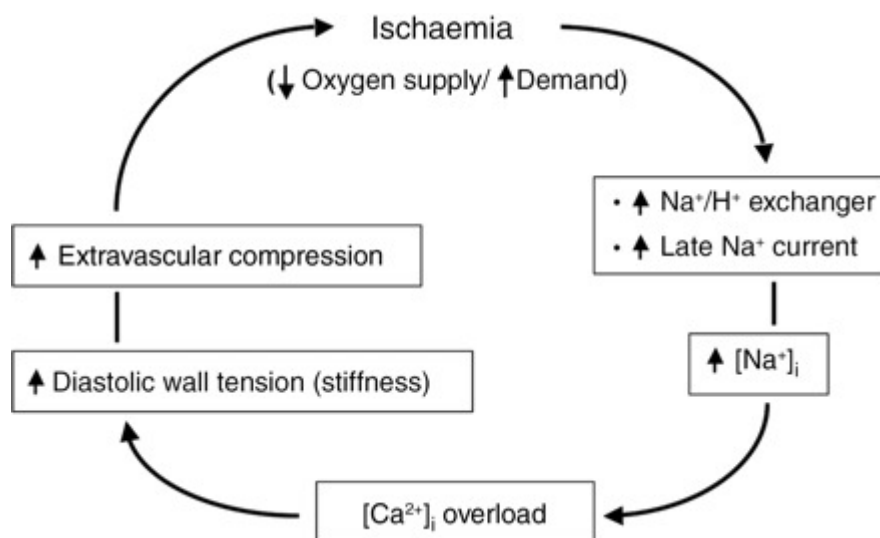 Ischaemia
(↓ Oxygen supply/ ↑ Demand)
• ↑ Na⁺/H⁺ exchanger
• ↑ Late Na⁺ current
↑ [Na⁺]ᵢ
[Ca²⁺]ᵢ overload
↑ Diastolic wall tension (stiffness)
↑ Extravascular compression